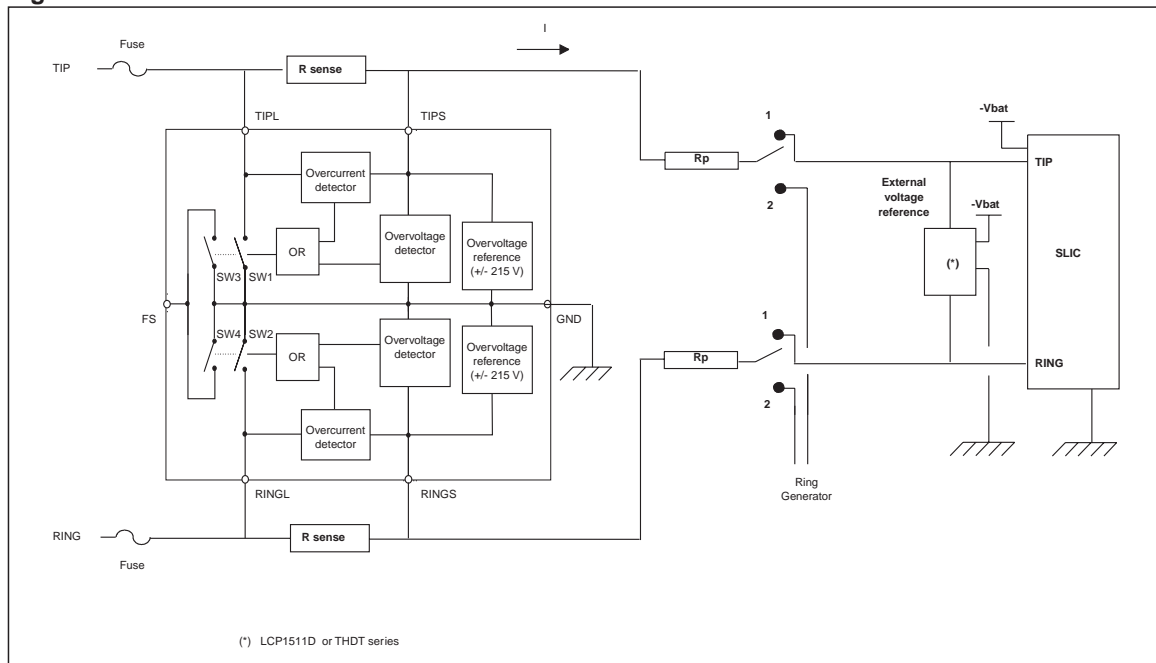 I
Fuse
TIP
R sense
TIPL
TIPS
1
-Vbat
Rp
TIP
Overcurrent
detector
External
voltage
reference
-Vbat
2
OR
Overvoltage
detector
Overvoltage
reference
(+/- 215 V)
(*)
SLIC
SW3
SW1
FS
GND
1
SW4
SW2
OR
Overvoltage
detector
Overvoltage
reference
(+/- 215 V)
Rp
RING
2
Overcurrent
detector
RINGL
RINGS
Ring
Generator
RING
R sense
Fuse
(*) LCP1511D or THDT series